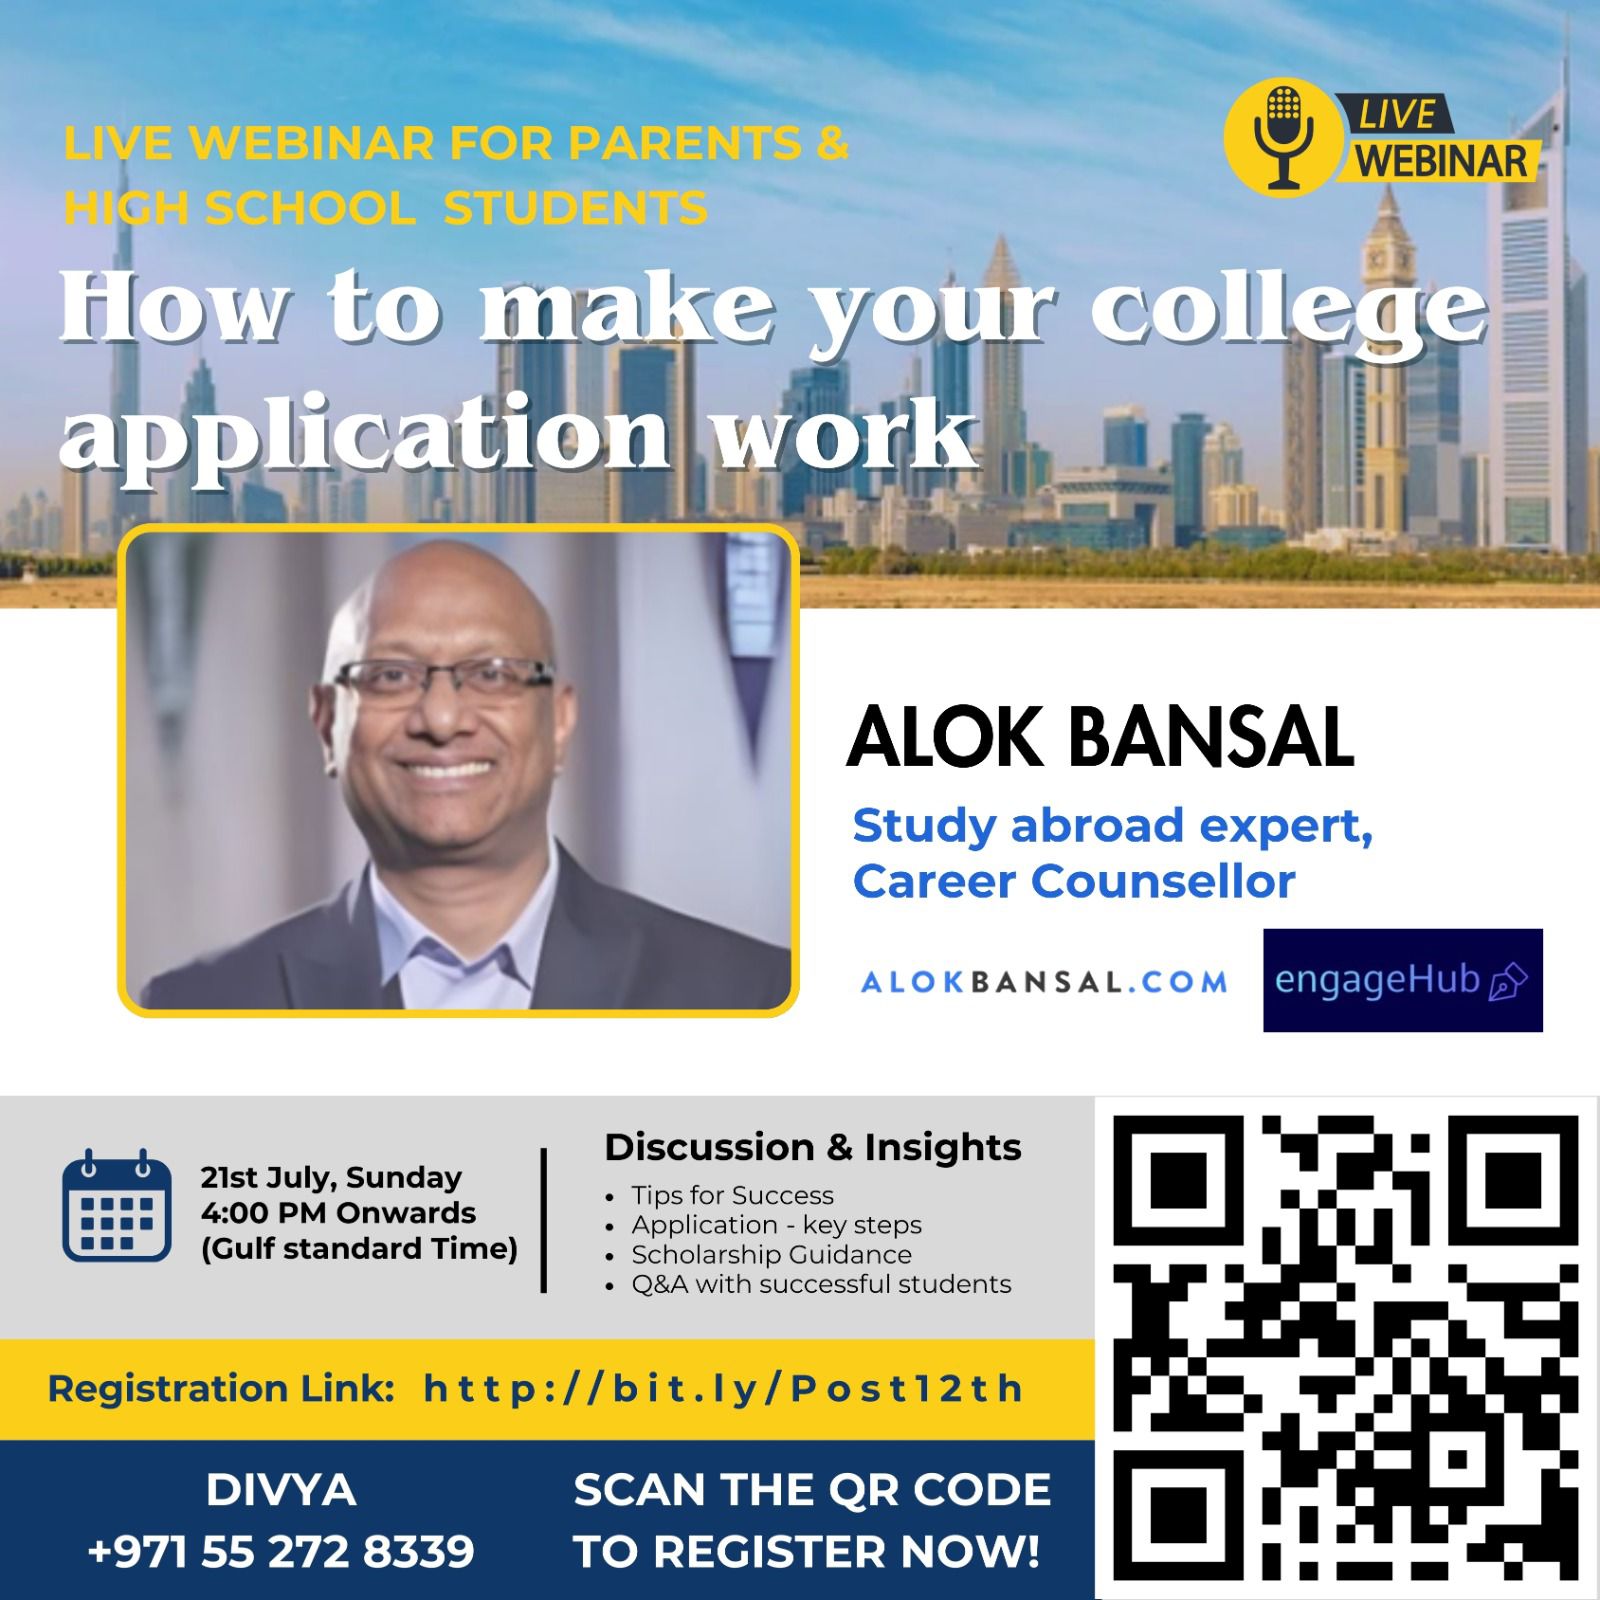 LIVE WEBINAR FOR PARENTS &
HIGH SCHOOL STUDENTS
LIVE
WEBINAR
How to make your college
application work
ALOK BANSAL
Study abroad expert,
Career Counsellor
ALOKBANSAL.COM
engageHub
21st July, Sunday
4:00 PM Onwards
(Gulf standard Time)
Discussion & Insights
• Tips for Success
• Application - key steps
• Scholarship Guidance
• Q&A with successful students
Registration Link: http://bit.ly/Post12th
DIVYA
+971 55 272 8339
SCAN THE QR CODE
TO REGISTER NOW!